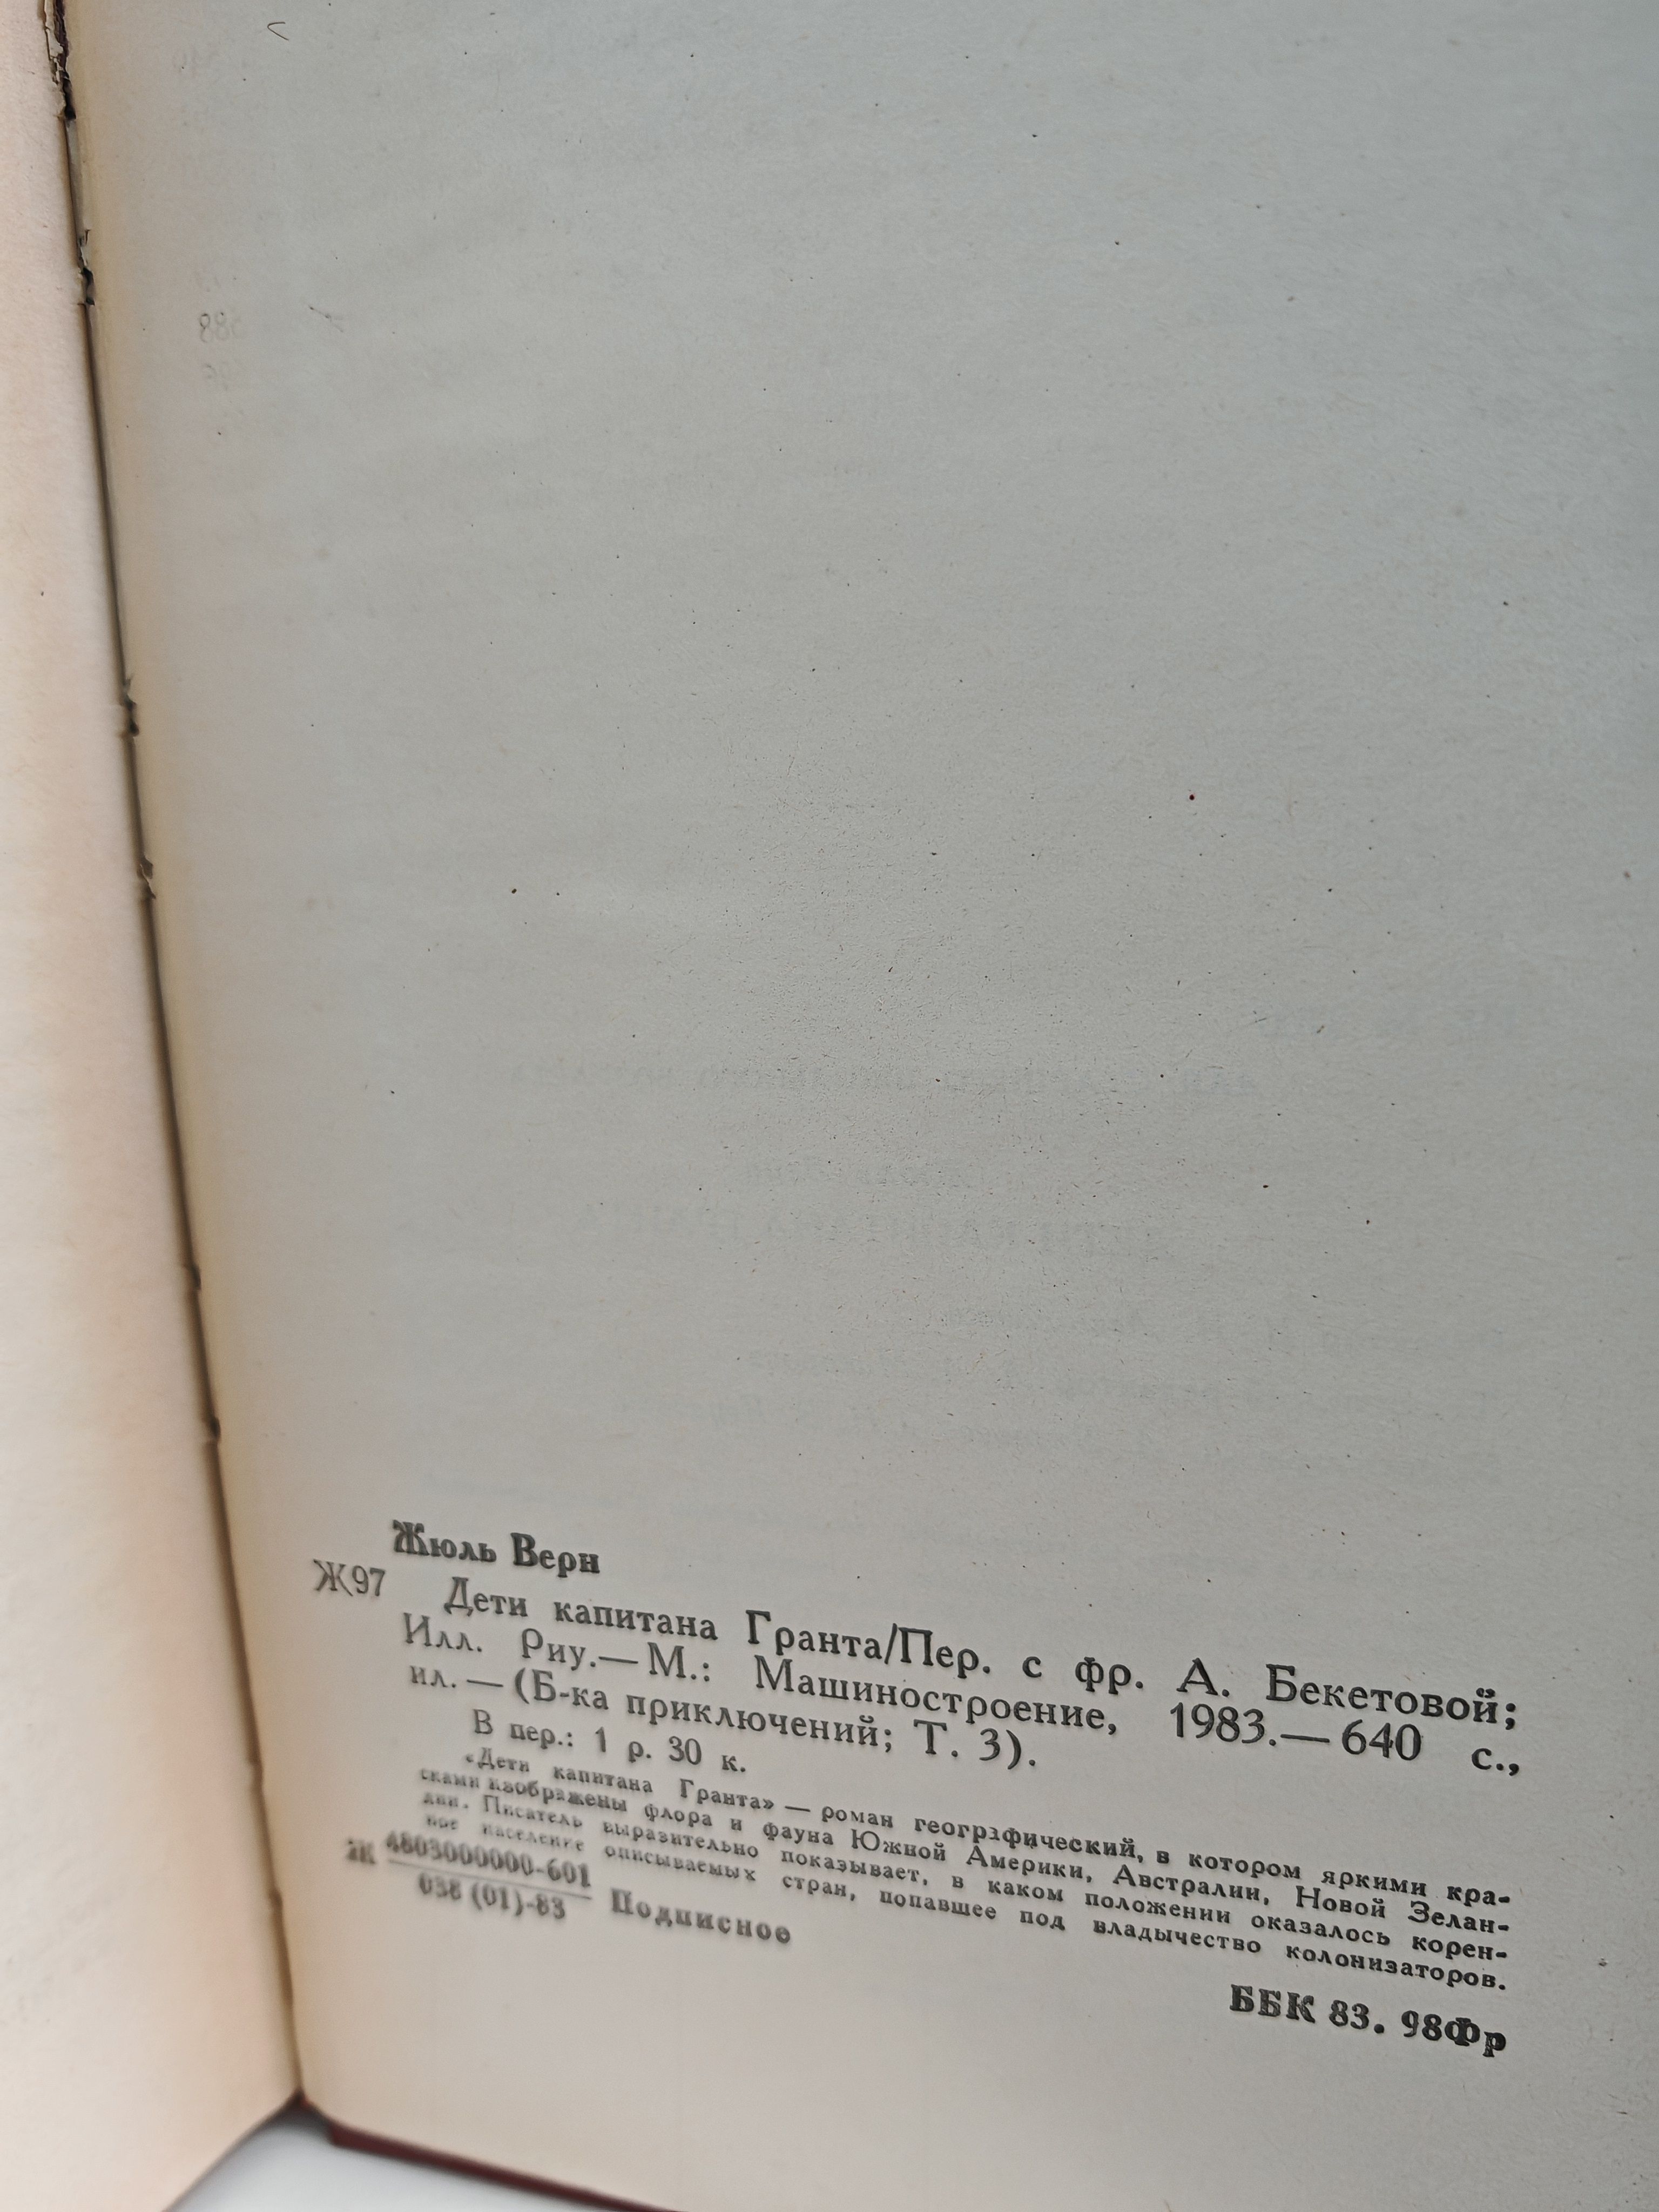 Жюль Верн
Ж97 Дети капитана Гранта/Пер. с фр. А. Бекетовой;
Илл. Риу.— М.: Машиностроение, 1983.— 640 с.,
ил. — (Б-ка приключений; Т. 3).
В пер.: 1 р. 30 к.
«Дети капитана Гранта» — роман географический, в котором яркими кра-
сками изображены флора и фауна Южной Америки, Австралии, Новой Зелан-
дии. Писатель выразительно показывает, в каком положении оказалось корен-
ное население описываемых стран, попавшее под владычество колонизаторов.
Ж 4803000000-601
038 (01)-83 Подписное
ББК 83. 98Фр